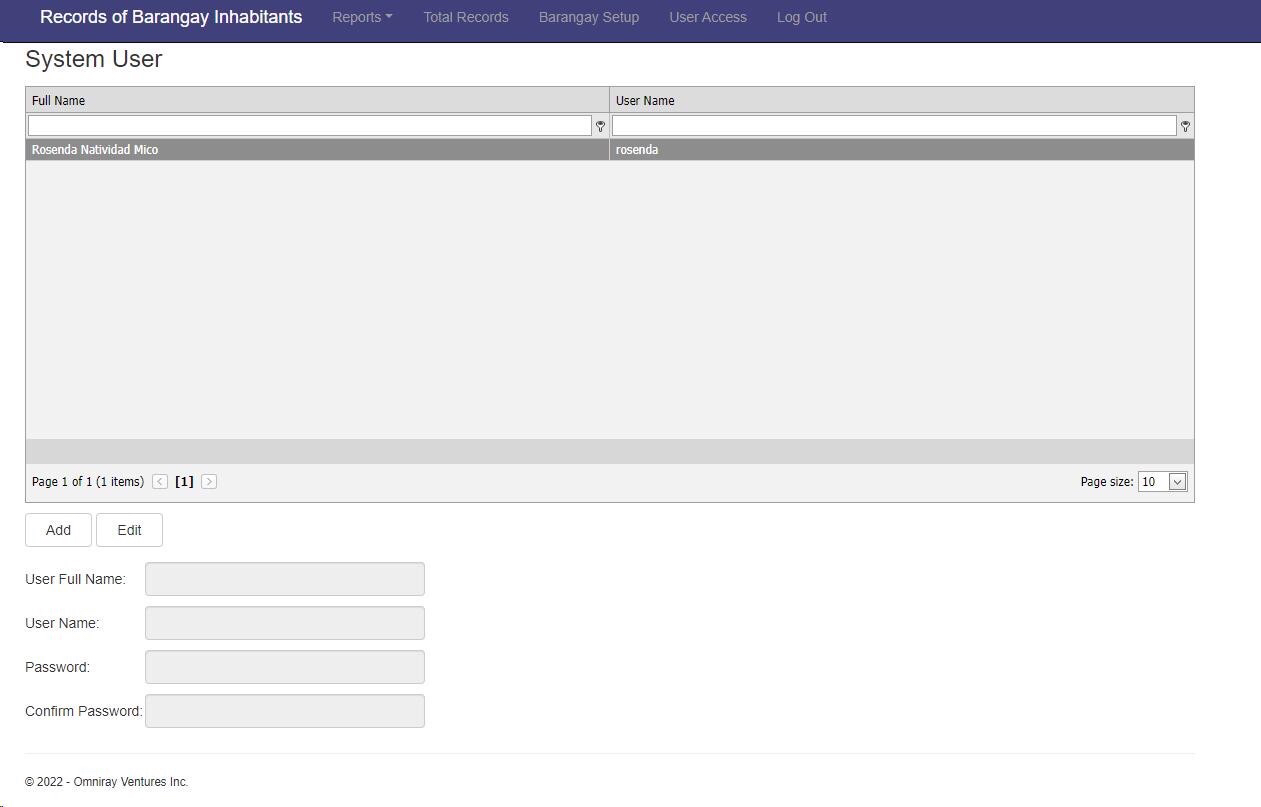 Records of Barangay Inhabitants Reports Total Records Barangay Setup User Access Log Out
System User
Full Name User Name
Rosenda Natividad Mico rosenda
Page 1 of 1 (1 items) [1] Page size: 10
Add Edit
User Full Name:
User Name:
Password:
Confirm Password:
© 2022 - Omniray Ventures Inc.